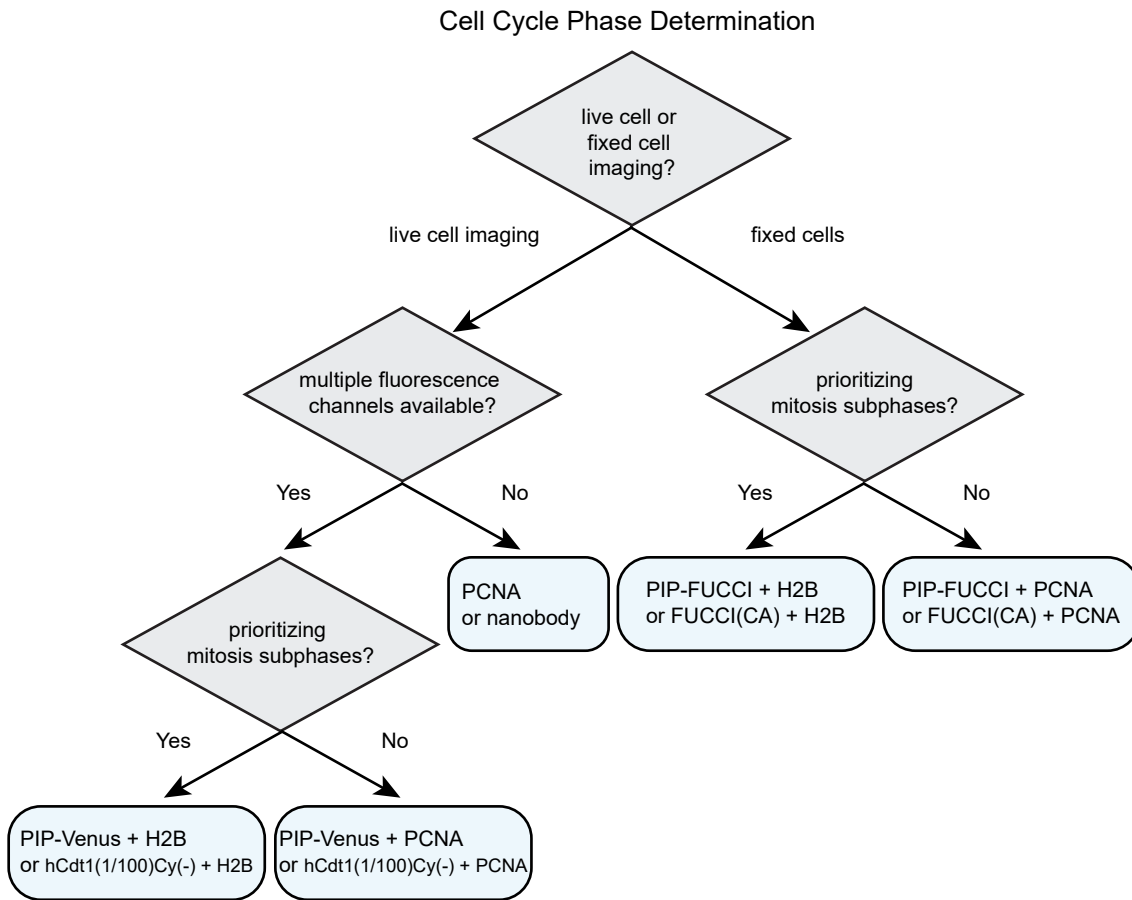 Cell Cycle Phase Determination
live cell or
fixed cell
imaging?
live cell imaging
fixed cells
multiple fluorescence
channels available?
prioritizing
mitosis subphases?
Yes
No
Yes
No
prioritizing
mitosis subphases?
PCNA
or nanobody
PIP-FUCCI + H2B
or FUCCI(CA) + H2B
PIP-FUCCI + PCNA
or FUCCI(CA) + PCNA
Yes
No
PIP-Venus + H2B
or hCdt1(1/100)Cy(-) + H2B
PIP-Venus + PCNA
or hCdt1(1/100)Cy(-) + PCNA